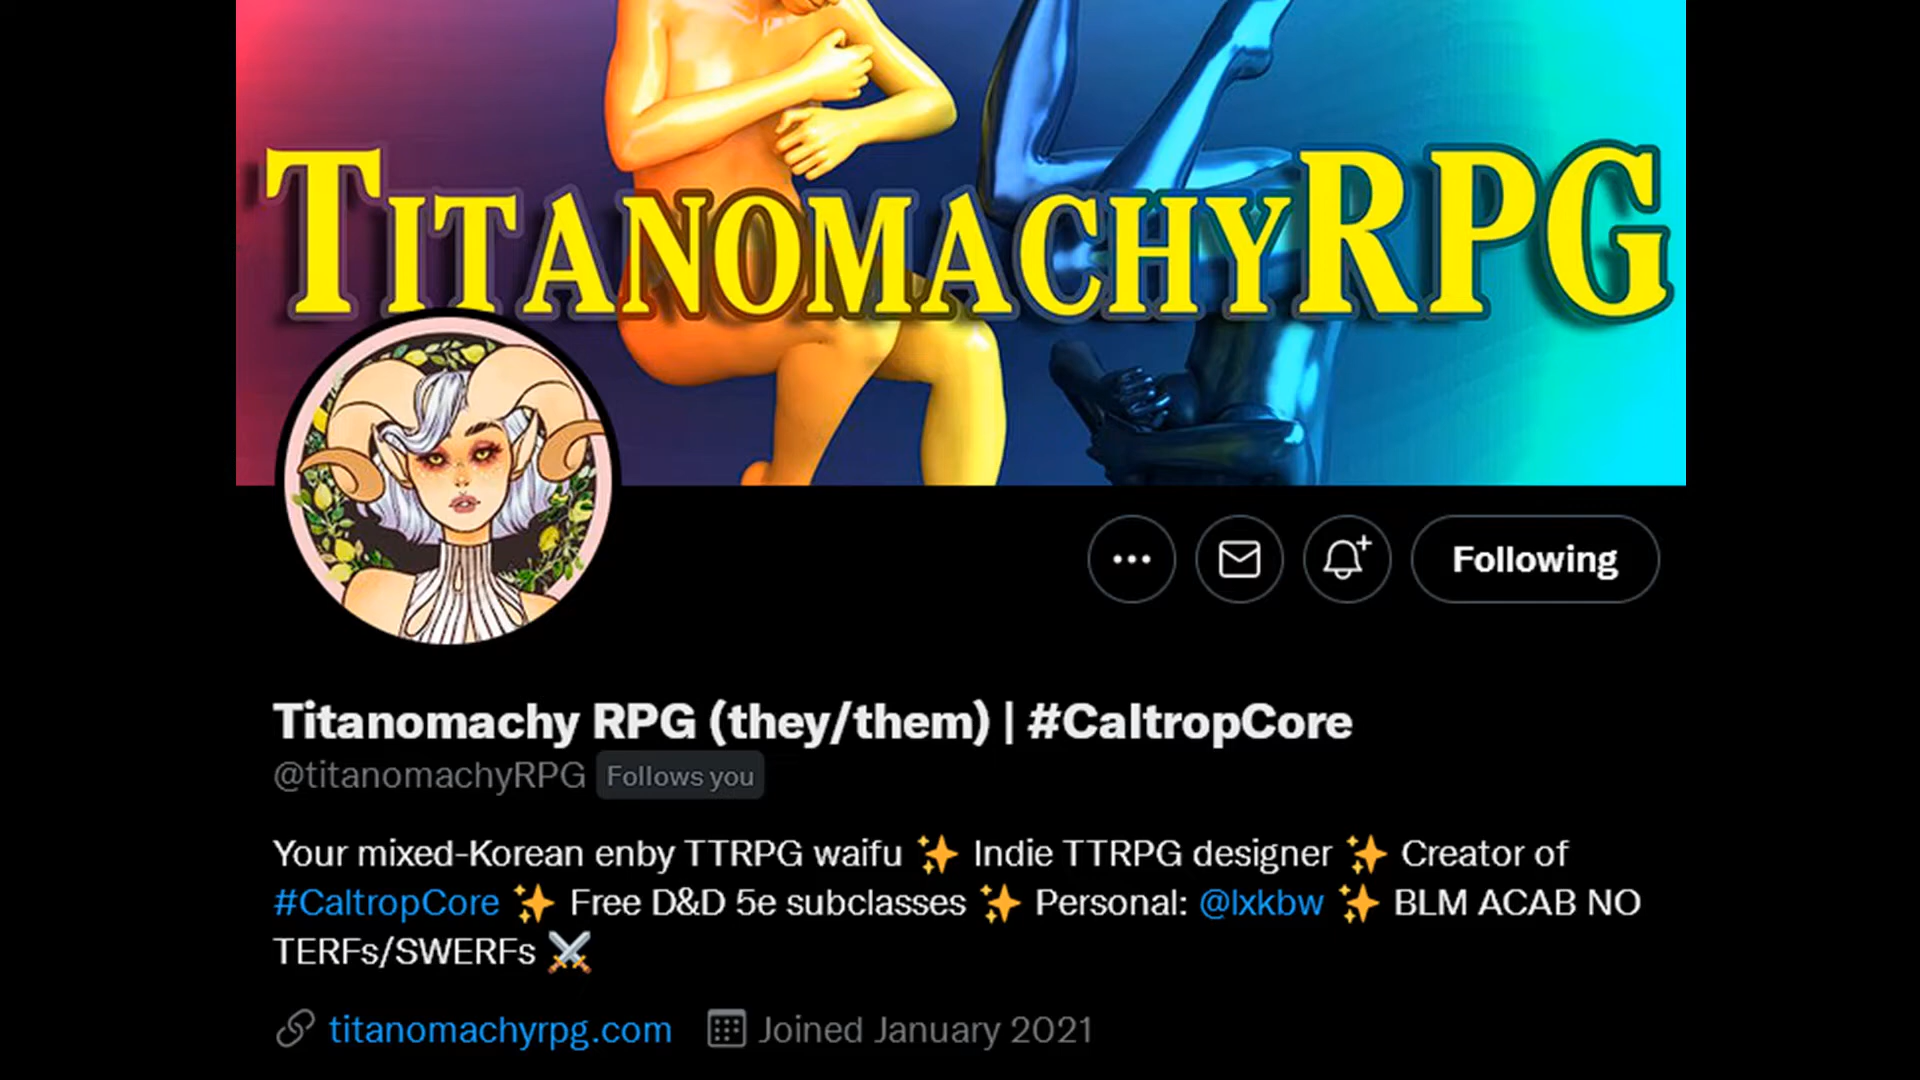 TITANOMACHYRPG
Following
Titanomachy RPG (they/them) | #CaltropCore
@titanomachyRPG Follows you
Your mixed-Korean enby TTRPG waifu ✨ Indie TTRPG designer ✨ Creator of
#CaltropCore ✨ Free D&D 5e subclasses ✨ Personal: @lxkbw ✨ BLM ACAB NO
TERFs/SWERFs ⚔️
titanomachyrpg.com Joined January 2021